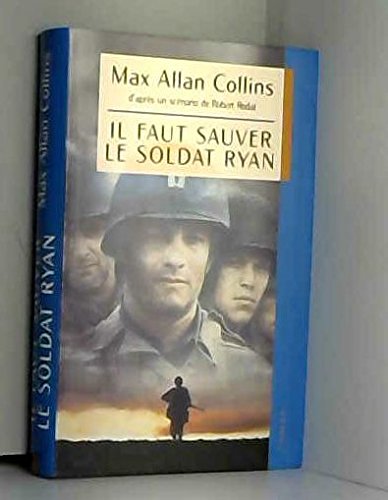 Max Allan Collins
d'après un scénario de Robert Rodat
IL FAUT SAUVER
LE SOLDAT RYAN
Max Allan Collins
LE SOLDAT RYAN